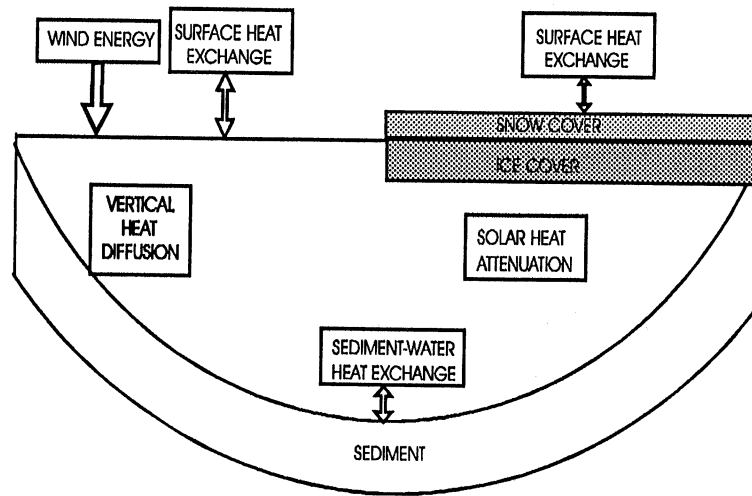 WIND ENERGY
SURFACE HEAT
EXCHANGE
SURFACE HEAT
EXCHANGE
SNOW COVER
ICE COVER
VERTICAL
HEAT
DIFFUSION
SOLAR HEAT
ATTENUATION
SEDIMENT-WATER
HEAT EXCHANGE
SEDIMENT